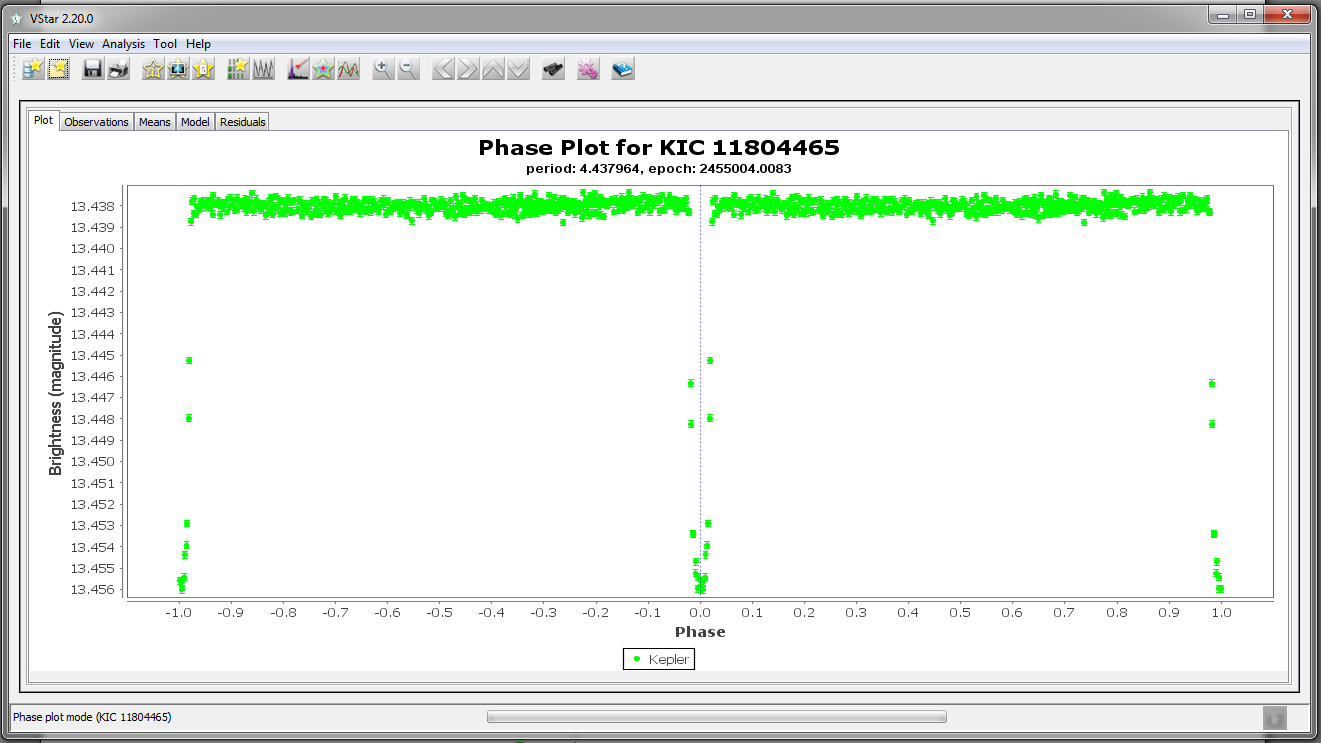 VStar 2.20.0
File Edit View Analysis Tool Help
Plot Observations Means Model Residuals
Phase Plot for KIC 11804465
period: 4.437964, epoch: 2455004.0083
Brightness (magnitude)
13.438
13.439
13.440
13.441
13.442
13.443
13.444
13.445
13.446
13.447
13.448
13.449
13.450
13.451
13.452
13.453
13.454
13.455
13.456
-1.0 -0.9 -0.8 -0.7 -0.6 -0.5 -0.4 -0.3 -0.2 -0.1 0.0 0.1 0.2 0.3 0.4 0.5 0.6 0.7 0.8 0.9 1.0
Phase
Kepler
Phase plot mode (KIC 11804465)